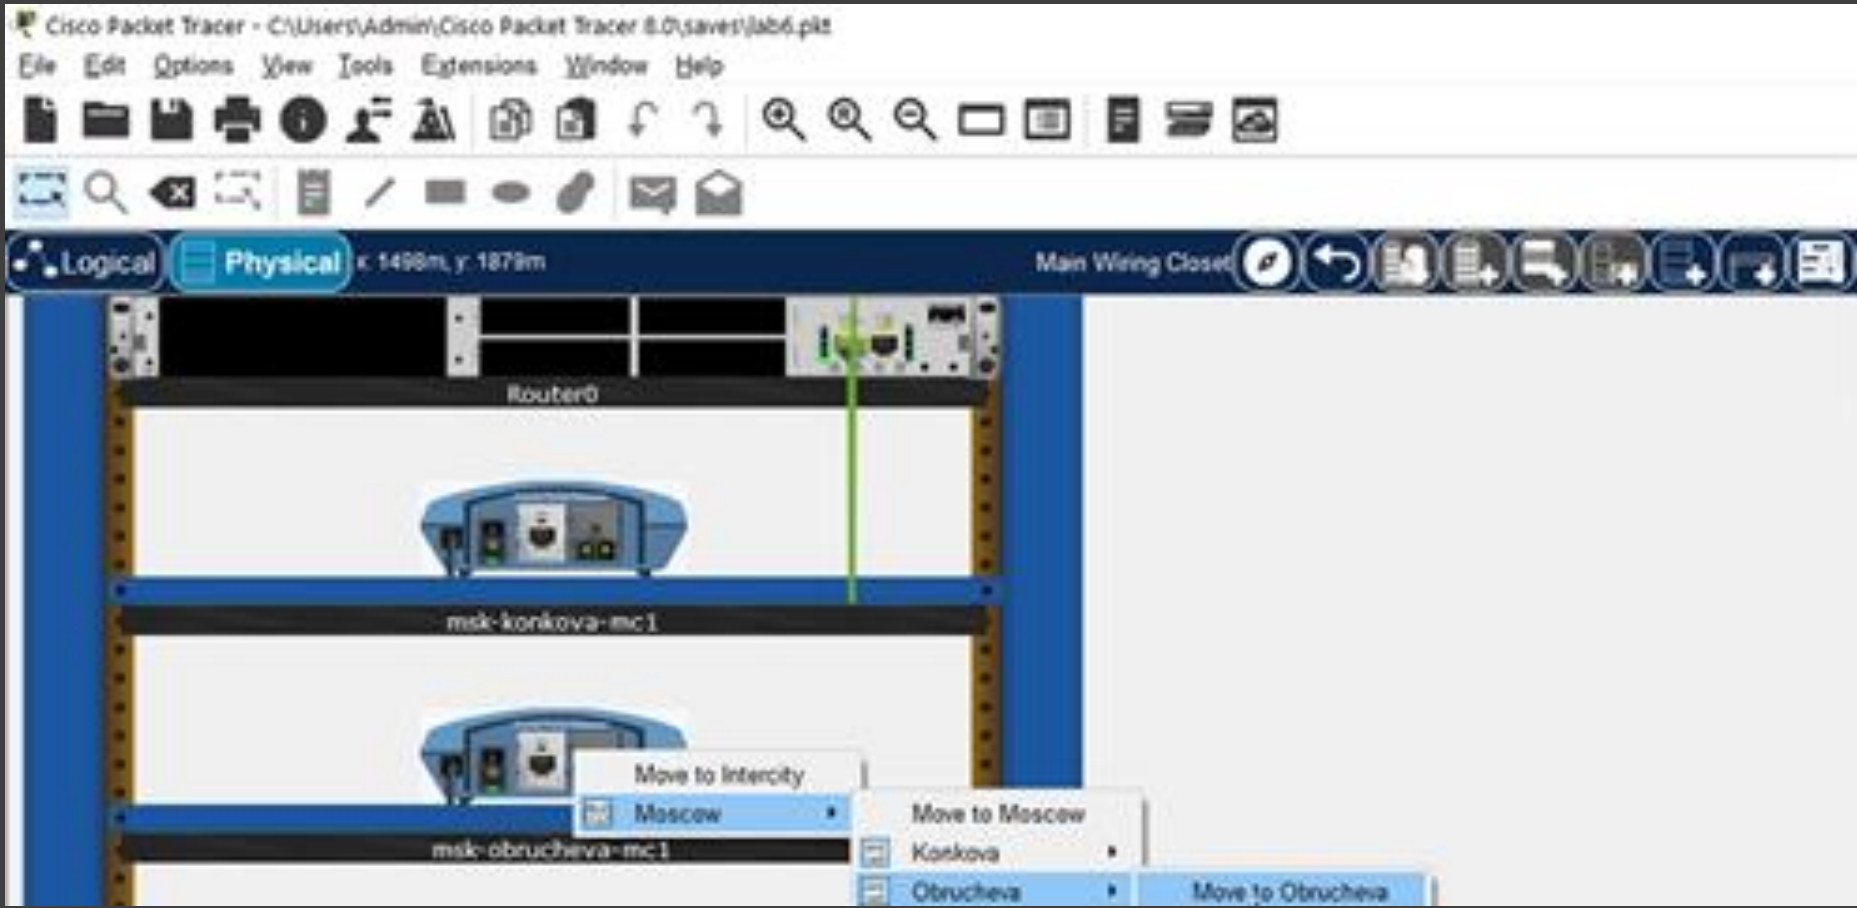 Cisco Packet Tracer - C:\Users\Admin\Cisco Packet Tracer 8.0\saves\lab6.pkt
File Edit Options View Tools Extensions Window Help
Logical Physical x: 1498m, y: 1879m Main Wiring Closet
Router0
msk-konkova-mc1
Move to Intercity
Moscow Move to Moscow
msk-obrucheva-mc1 Konkova
Obrucheva Move to Obrucheva